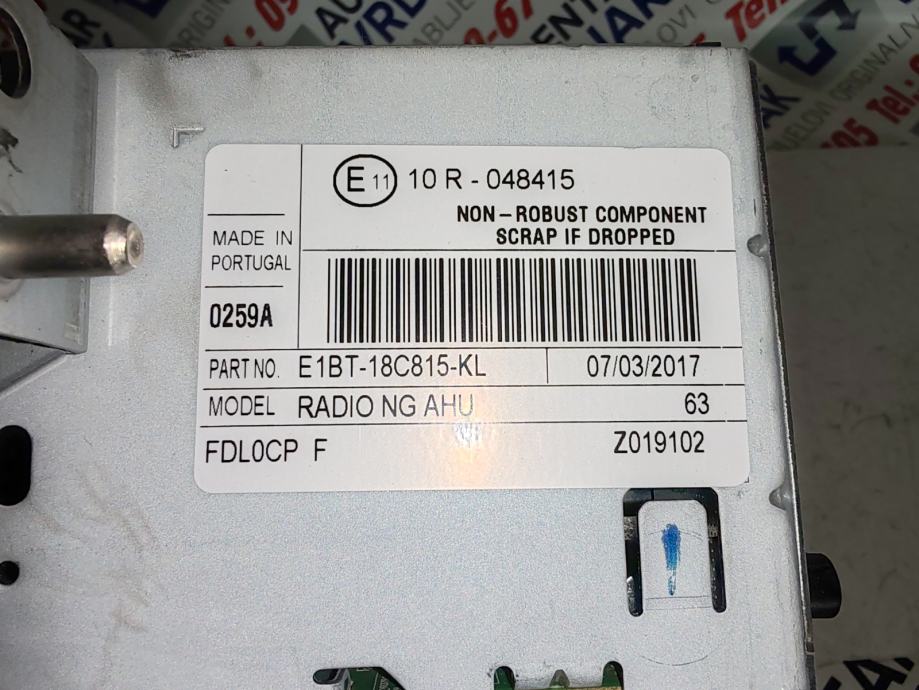 E 11 10 R - 048415
NON-ROBUST COMPONENT
SCRAP IF DROPPED
MADE IN
PORTUGAL
0259A
PART NO. E1BT-18C815-KL 07/03/2017
MODEL RADIO NG AHU 63
FDL0CP F Z019102